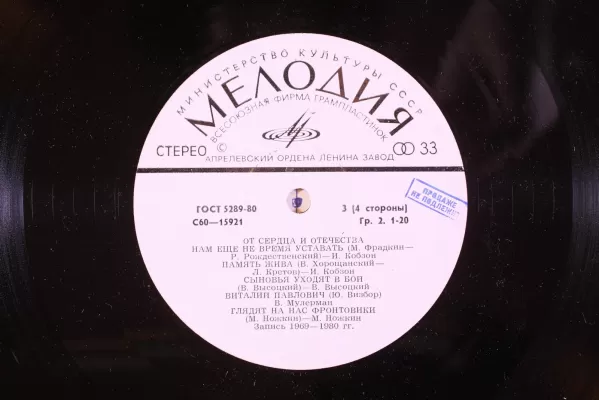 МИНИСТЕРСТВО КУЛЬТУРЫ СССР
МЕЛОДИЯ
ВСЕСОЮЗНАЯ ФИРМА ГРАМПЛАСТИНОК
СТЕРЕО © 33
АПРЕЛЕВСКИЙ ОРДЕНА ЛЕНИНА ЗАВОД
ГОСТ 5289-80 3 (4 стороны)
С60—15921 Гр. 2. 1-20
ПРОДАЖЕ
НЕ ПОДЛЕЖИТ
ОТ СЕРДЦА И ОТЕЧЕСТВА
НАМ ЕЩЕ НЕ ВРЕМЯ УСТАВАТЬ (М. Фрадкин—
Р. Рождественский)—И. Кобзон
ПАМЯТЬ ЖИВА (В. Хорощанский—
Л. Кретов)—И. Кобзон
СЫНОВЬЯ УХОДЯТ В БОЙ
(В. Высоцкий)—В. Высоцкий
ВИТАЛИЙ ПАВЛОВИЧ (Ю. Визбор)
В. Мулерман
ГЛЯДЯТ НА НАС ФРОНТОВИКИ
(М. Ножкин)—М. Ножкин
Запись 1969—1980 гг.